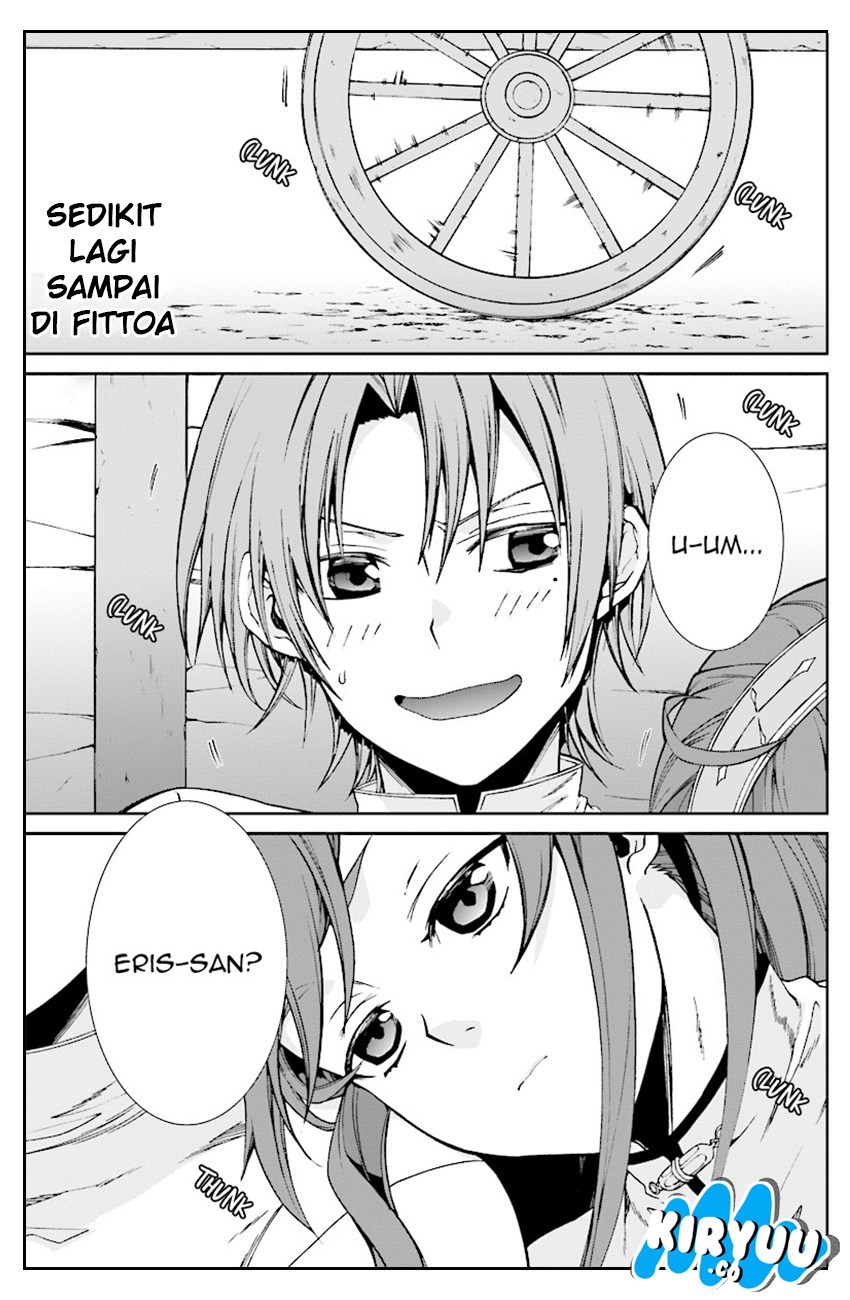 CLUNK
CLUNK
SEDIKIT
LAGI
SAMPAI
DI FITTOA
CLUNK
U-UM...
CLUNK
ERIS-SAN?
CLUNK
THUNK
KIRYUU
.CO